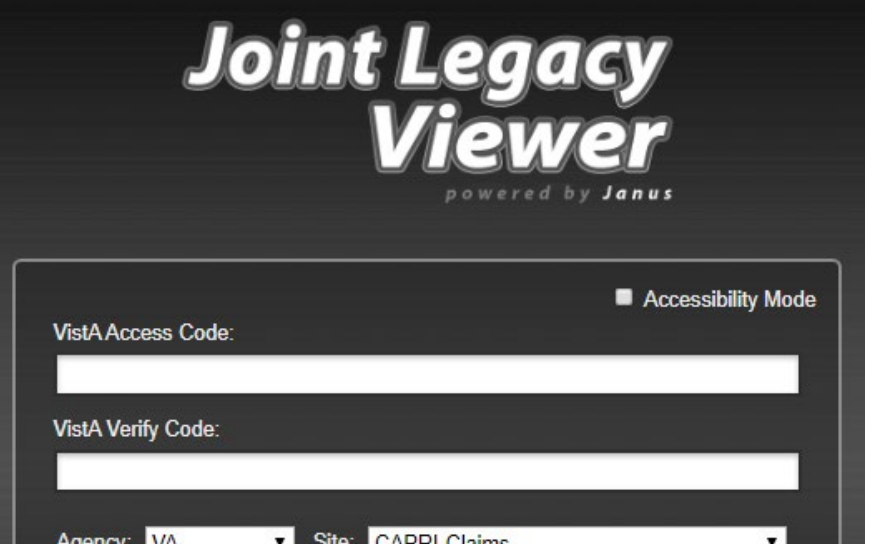 Joint Legacy
Viewer
powered by Janus
Accessibility Mode
VistA Access Code:
VistA Verify Code:
Agency: VA Site: CAPRI-Claims